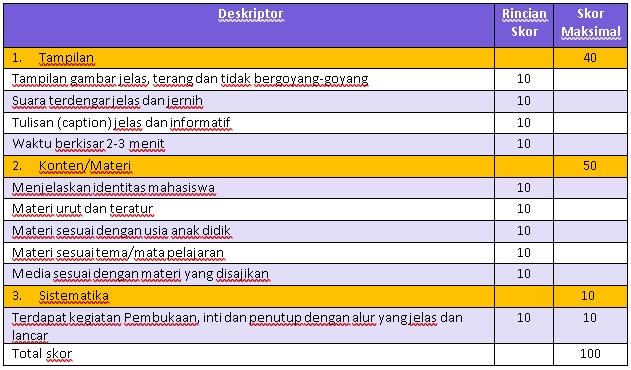 Deskriptor Rincian Skor
Skor Maksimal
1. Tampilan 40
Tampilan gambar jelas, terang dan tidak bergoyang-goyang 10
Suara terdengar jelas dan jernih 10
Tulisan (caption) jelas dan informatif 10
Waktu berkisar 2-3 menit 10
2. Konten/Materi 50
Menjelaskan identitas mahasiswa 10
Materi urut dan teratur 10
Materi sesuai dengan usia anak didik 10
Materi sesuai tema/mata pelajaran 10
Media sesuai dengan materi yang disajikan 10
3. Sistematika 10
Terdapat kegiatan Pembukaan, inti dan penutup dengan alur yang jelas dan 10 10
lancar
Total skor 100